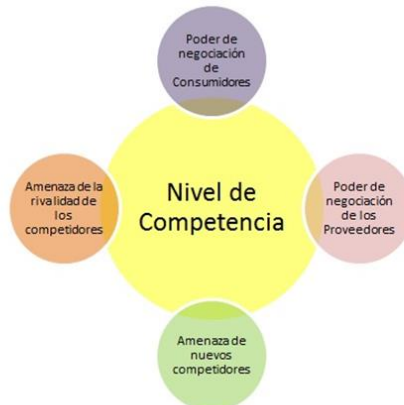 Poder de
negociación
de
Consumidores
Amenaza de la
rivalidad de
los
competidores
Nivel de
Competencia
Poder de
negociación
de los
Proveedores
Amenaza de
nuevos
competidores